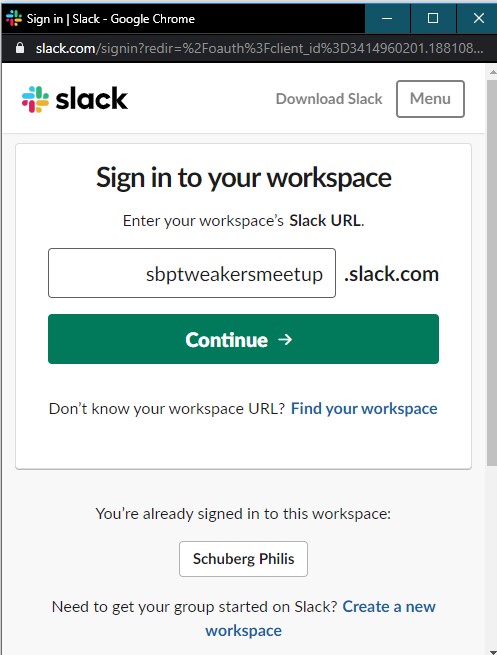 Sign in | Slack - Google Chrome
slack.com/signin?redir=%2Foauth%3Fclient_id%3D3414960201.188108...
slack
Download Slack
Menu
Sign in to your workspace
Enter your workspace's Slack URL.
sbptweakersmeetup .slack.com
Continue →
Don't know your workspace URL? Find your workspace
You're already signed in to this workspace:
Schuberg Philis
Need to get your group started on Slack? Create a new
workspace